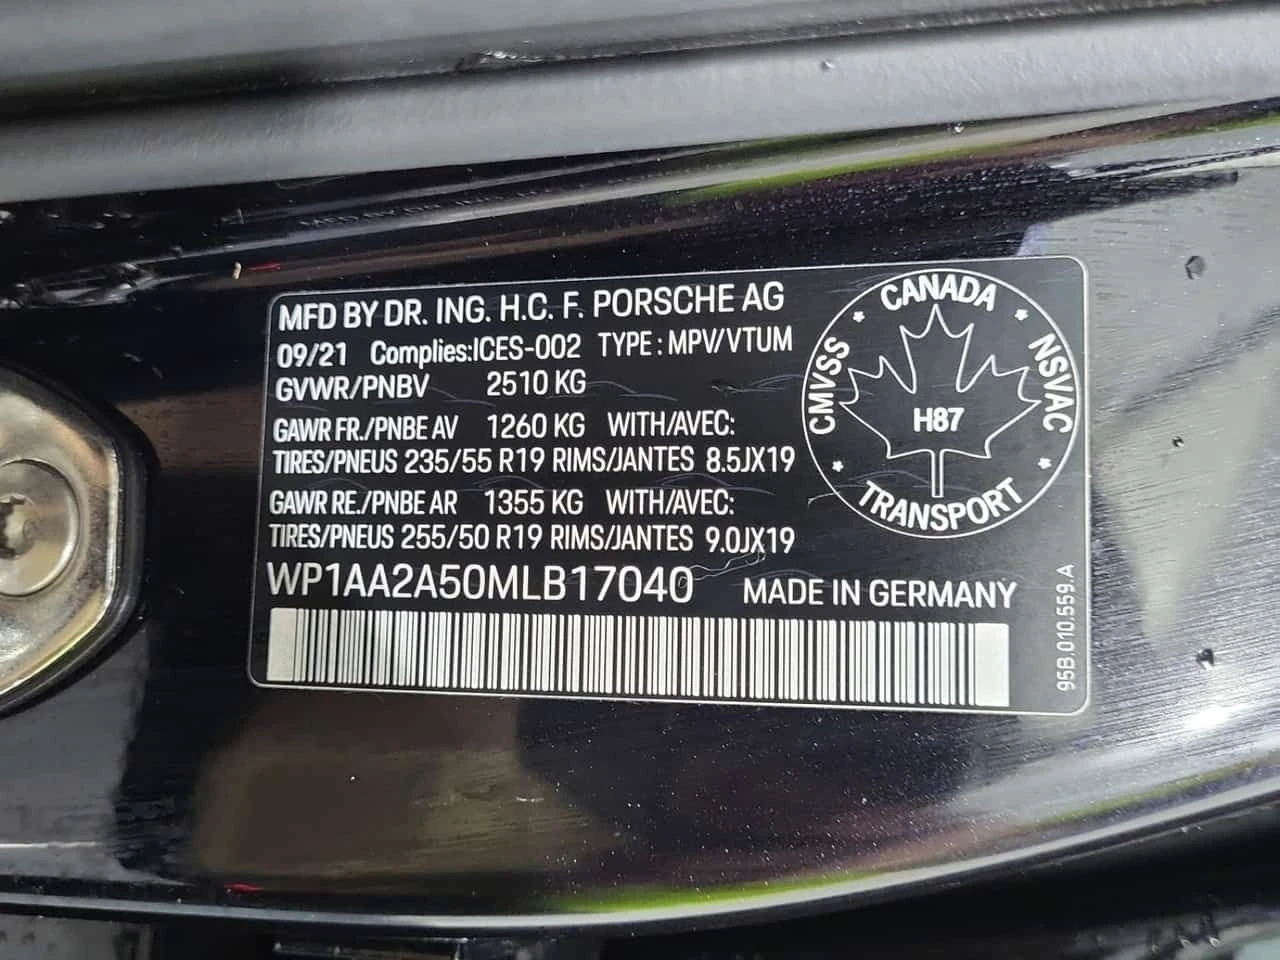 MFD BY DR. ING. H.C. F. PORSCHE AG
09/21 Complies:ICES-002 TYPE : MPV/VTUM
GVWR/PNBV 2510 KG
GAWR FR./PNBE AV 1260 KG WITH/AVEC:
TIRES/PNEUS 235/55 R19 RIMS/JANTES 8.5JX19
GAWR RE./PNBE AR 1355 KG WITH/AVEC:
TIRES/PNEUS 255/50 R19 RIMS/JANTES 9.0JX19
WP1AA2A50MLB17040 MADE IN GERMANY
CANADA
CMVSS
NSVAC
H87
TRANSPORT
95B.010.559.A